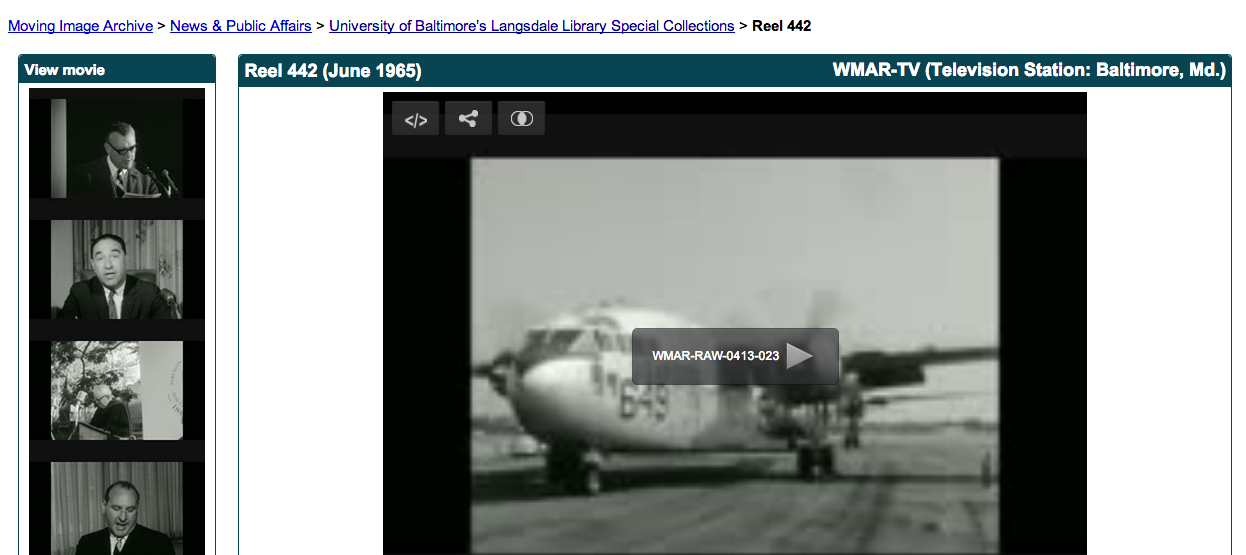 Moving Image Archive > News & Public Affairs > University of Baltimore’s Langsdale Library Special Collections > Reel 442
View movie
Reel 442 (June 1965)
WMAR-TV (Television Station: Baltimore, Md.)
</>
WMAR-RAW-0413-023
649